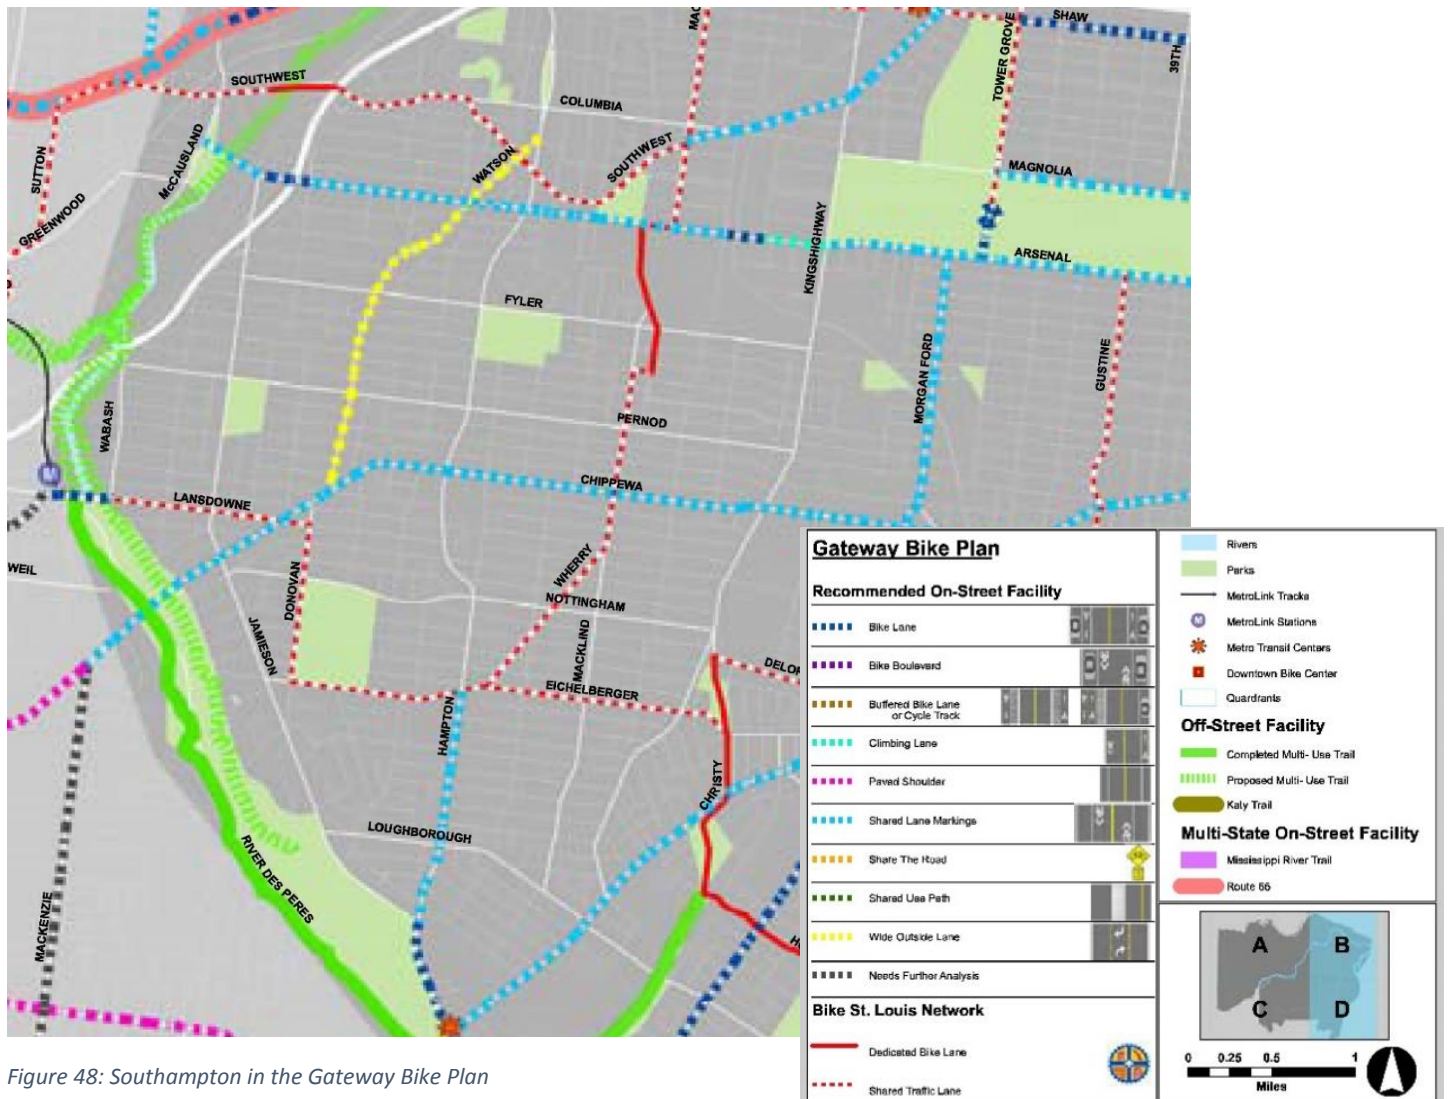 SHAW
MAC
TOWER GROVE
39TH
SOUTHWEST
COLUMBIA
McCAUSLAND
SUTTON
WATSON
SOUTHWEST
MAGNOLIA
GREENWOOD
KINGSHIGHWAY
ARSENAL
FYLER
MORGAN FORD
GUSTINE
WABASH
PERNOD
M
LANSDOWNE
CHIPPEWA
WEIL
DONOVAN
WHERRY
NOTTINGHAM
JAMIESON
MACKLIND
DELOR
EICHELBERGER
HAMPTON
CHRISTY
LOUGHBOROUGH
RIVER DES PERES
MACKENZIE
H
Figure 48: Southampton in the Gateway Bike Plan
Gateway Bike Plan
Recommended On-Street Facility
Bike Lane
Bike Boulevard
Buffered Bike Lane
or Cycle Track
Climbing Lane
Paved Shoulder
Shared Lane Markings
Share The Road
Shared Use Path
Wide Outside Lane
Needs Further Analysis
Bike St. Louis Network
Dedicated Bike Lane
Shared Traffic Lane
Rivers
Parks
MetroLink Tracks
M
MetroLink Stations
Metro Transit Centers
Downtown Bike Center
Quadrants
Off-Street Facility
Completed Multi- Use Trail
Proposed Multi- Use Trail
Katy Trail
Multi-State On-Street Facility
Mississippi River Trail
Route 66
A B
C D
0 0.25 0.5 1
Miles